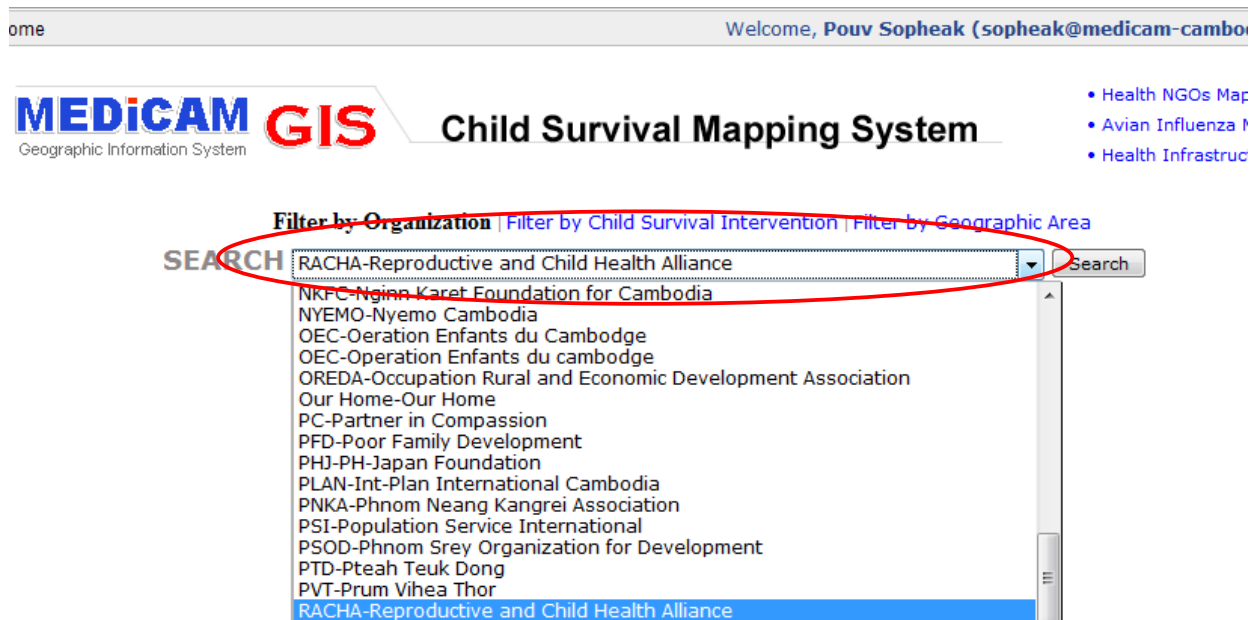 ome
Welcome, Pouv Sopheak (sopheak@medicam-cambo
MEDiCAM GIS
Geographic Information System
Child Survival Mapping System
• Health NGOs Map
• Avian Influenza M
• Health Infrastruct
Filter by Organization | Filter by Child Survival Intervention | Filter by Geographic Area
SEARCH RACHA-Reproductive and Child Health Alliance Search
NKFC-Nginn Karet Foundation for Cambodia
NYEMO-Nyemo Cambodia
OEC-Oeration Enfants du Cambodge
OEC-Operation Enfants du cambodge
OREDA-Occupation Rural and Economic Development Association
Our Home-Our Home
PC-Partner in Compassion
PFD-Poor Family Development
PHJ-PH-Japan Foundation
PLAN-Int-Plan International Cambodia
PNKA-Phnom Neang Kangrei Association
PSI-Population Service International
PSOD-Phnom Srey Organization for Development
PTD-Pteah Teuk Dong
PVT-Prum Vihea Thor
RACHA-Reproductive and Child Health Alliance